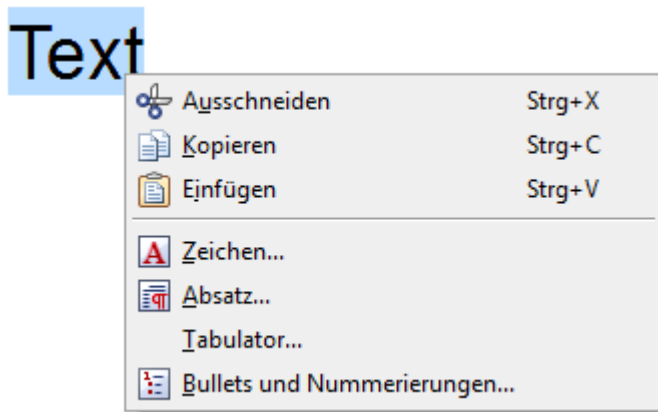 Text
Ausschneiden Strg+X
Kopieren Strg+C
Einfügen Strg+V
Zeichen...
Absatz...
Tabulator...
Bullets und Nummerierungen...